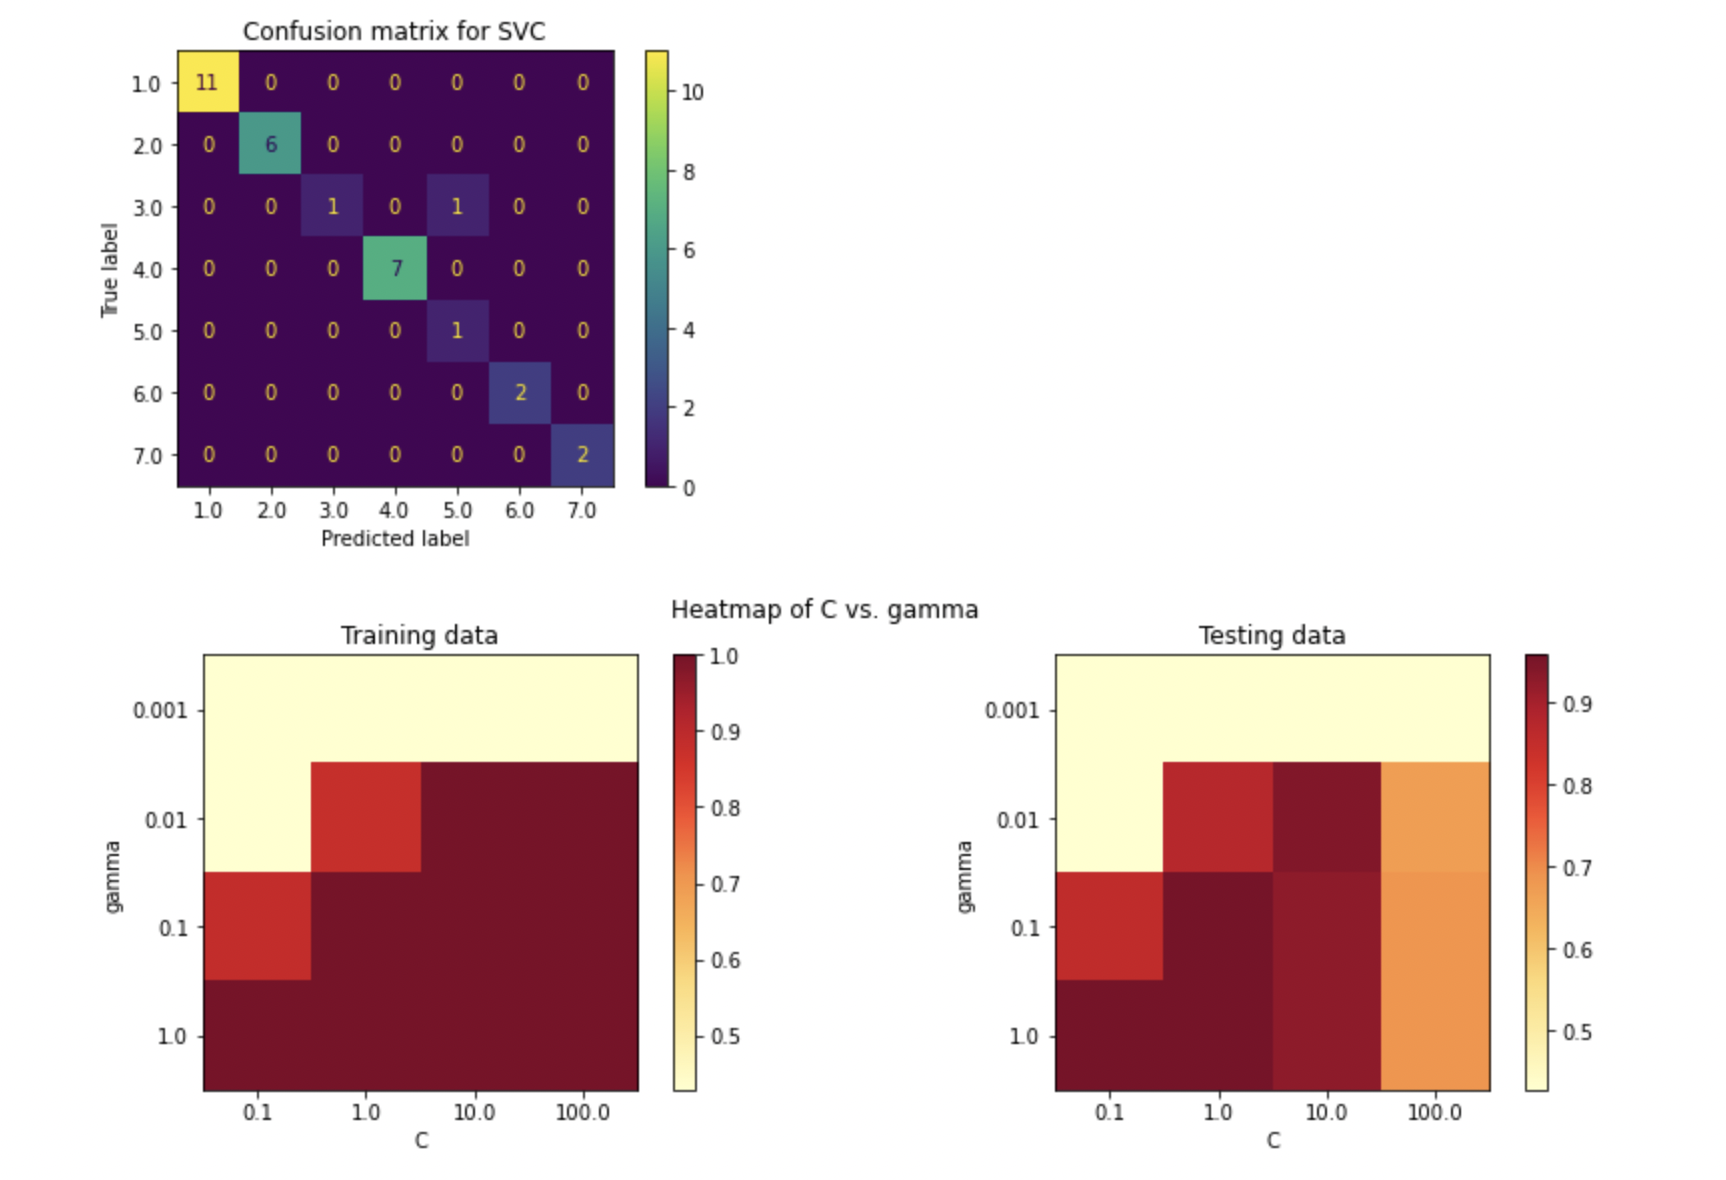 Confusion matrix for SVC
1.0 11 0 0 0 0 0 0
2.0 0 6 0 0 0 0 0
3.0 0 0 1 0 1 0 0
4.0 0 0 0 7 0 0 0
5.0 0 0 0 0 1 0 0
6.0 0 0 0 0 0 2 0
7.0 0 0 0 0 0 0 2
True label
1.0 2.0 3.0 4.0 5.0 6.0 7.0
Predicted label
10
8
6
4
2
0
Heatmap of C vs. gamma
Training data
0.001
0.01
0.1
1.0
gamma
0.1 1.0 10.0 100.0
C
1.0
0.9
0.8
0.7
0.6
0.5
Testing data
0.001
0.01
0.1
1.0
gamma
0.1 1.0 10.0 100.0
C
0.9
0.8
0.7
0.6
0.5